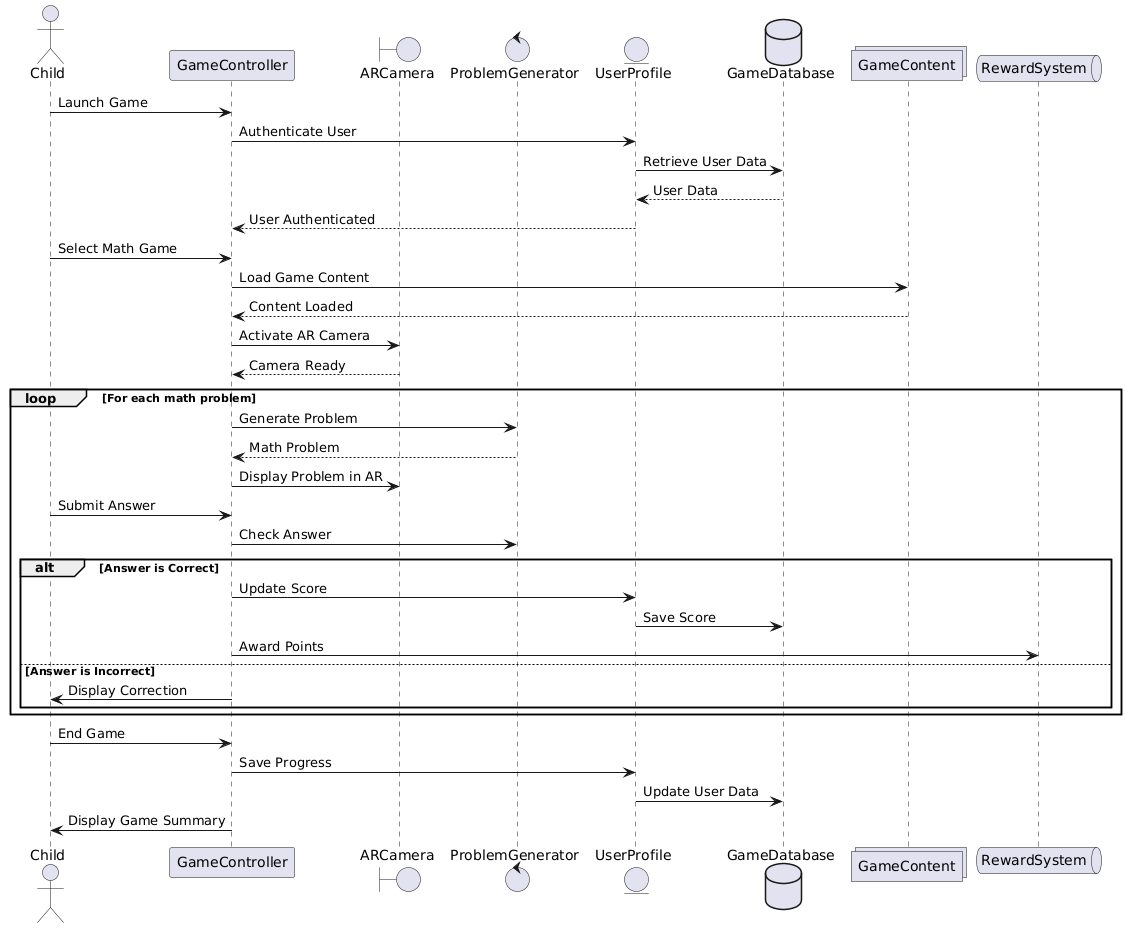 Child
GameController
ARCamera
ProblemGenerator
UserProfile
GameDatabase
GameContent
RewardSystem
Launch Game
Authenticate User
Retrieve User Data
User Data
User Authenticated
Select Math Game
Load Game Content
Content Loaded
Activate AR Camera
Camera Ready
loop [For each math problem]
Generate Problem
Math Problem
Display Problem in AR
Submit Answer
Check Answer
alt [Answer is Correct]
Update Score
Save Score
Award Points
[Answer is Incorrect]
Display Correction
End Game
Save Progress
Update User Data
Display Game Summary
Child
GameController
ARCamera
ProblemGenerator
UserProfile
GameDatabase
GameContent
RewardSystem